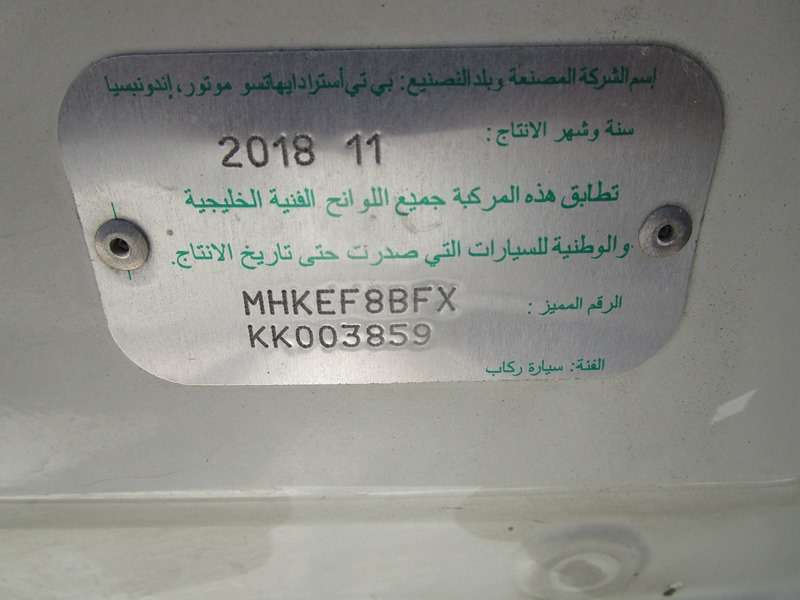 إسم الشركة المصنعة وبلد التصنيع: بي تي أسترا دايهاتسو موتور، إندونيسيا
سنة وشهر الانتاج: 2018 11
تطابق هذه المركبة جميع اللوائح الفنية الخليجية
والوطنية للسيارات التي صدرت حتى تاريخ الانتاج.
الرقم المميز: MHKEF8BFX
KK003859
الفئة: سيارة ركاب